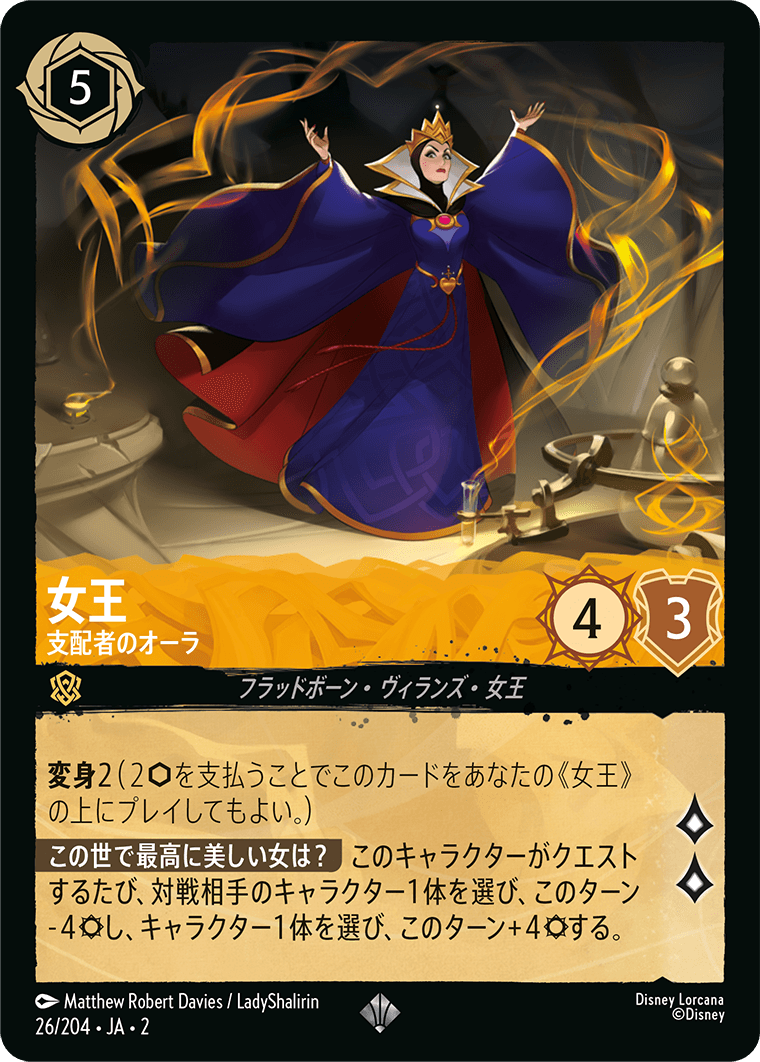 5
女王
支配者のオーラ
4
3
フラッドボーン・ヴィランズ・女王
変身2(2⬡を支払うことでこのカードをあなたの《女王》
の上にプレイしてもよい。)
この世で最高に美しい女は？ このキャラクターがクエスト
するたび、対戦相手のキャラクター1体を選び、このターン
-4¤し、キャラクター1体を選び、このターン+4¤する。
Matthew Robert Davies / LadyShalirin
Disney Lorcana
26/204 • JA • 2
©Disney